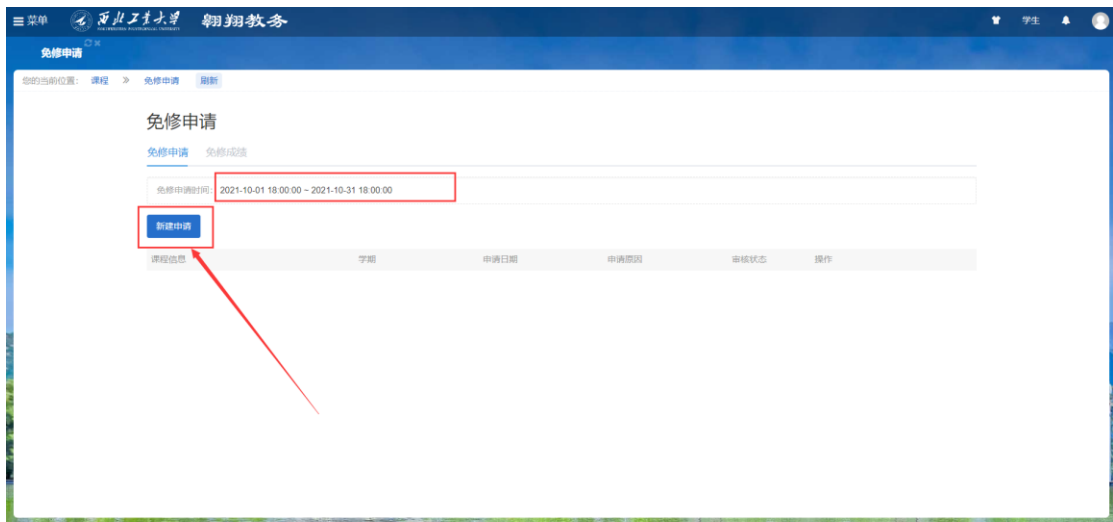 菜单 西北工业大学 翱翔教务 学生
免修申请
您的当前位置: 课程 » 免修申请 刷新
免修申请
免修申请 免修成绩
免修申请时间: 2021-10-01 18:00:00 ~ 2021-10-31 18:00:00
新建申请
课程信息 学期 申请日期 申请原因 审核状态 操作